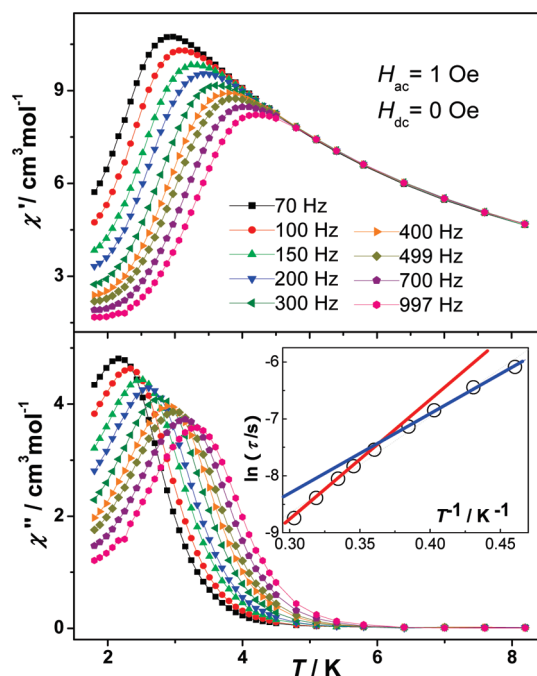 χ'/ cm³mol⁻¹
9
6
3
H_ac = 1 Oe
H_dc = 0 Oe
70 Hz
100 Hz
150 Hz
200 Hz
300 Hz
400 Hz
499 Hz
700 Hz
997 Hz
χ''/ cm³mol⁻¹
4
2
0
ln (τ/s)
-6
-7
-8
-9
0.30
0.35
0.40
0.45
T⁻¹/ K⁻¹
2
4
6
8
T / K